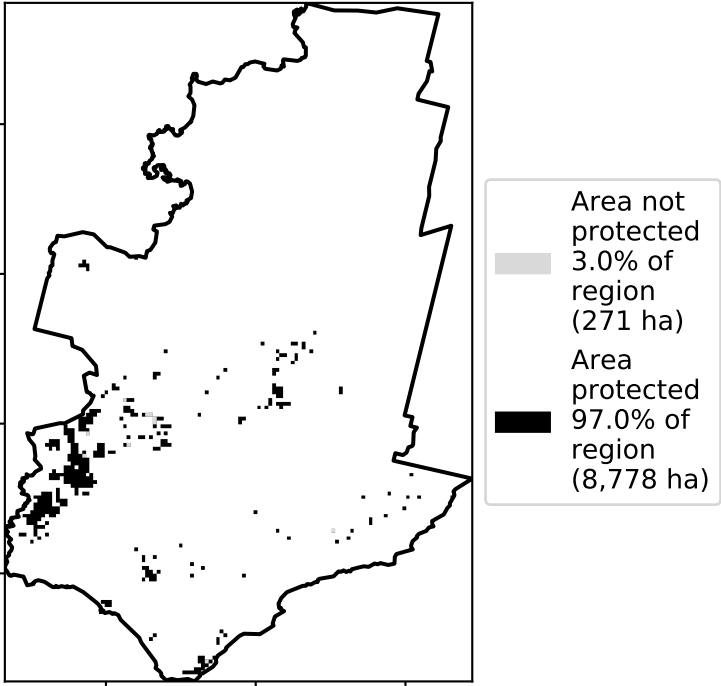 Area not
protected
3.0% of
region
(271 ha)
Area
protected
97.0% of
region
(8,778 ha)